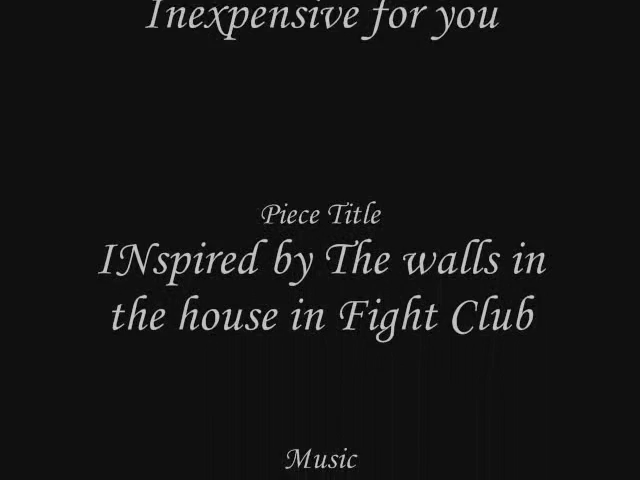 Inexpensive for you
Piece Title
INspired by The walls in
the house in Fight Club
Music